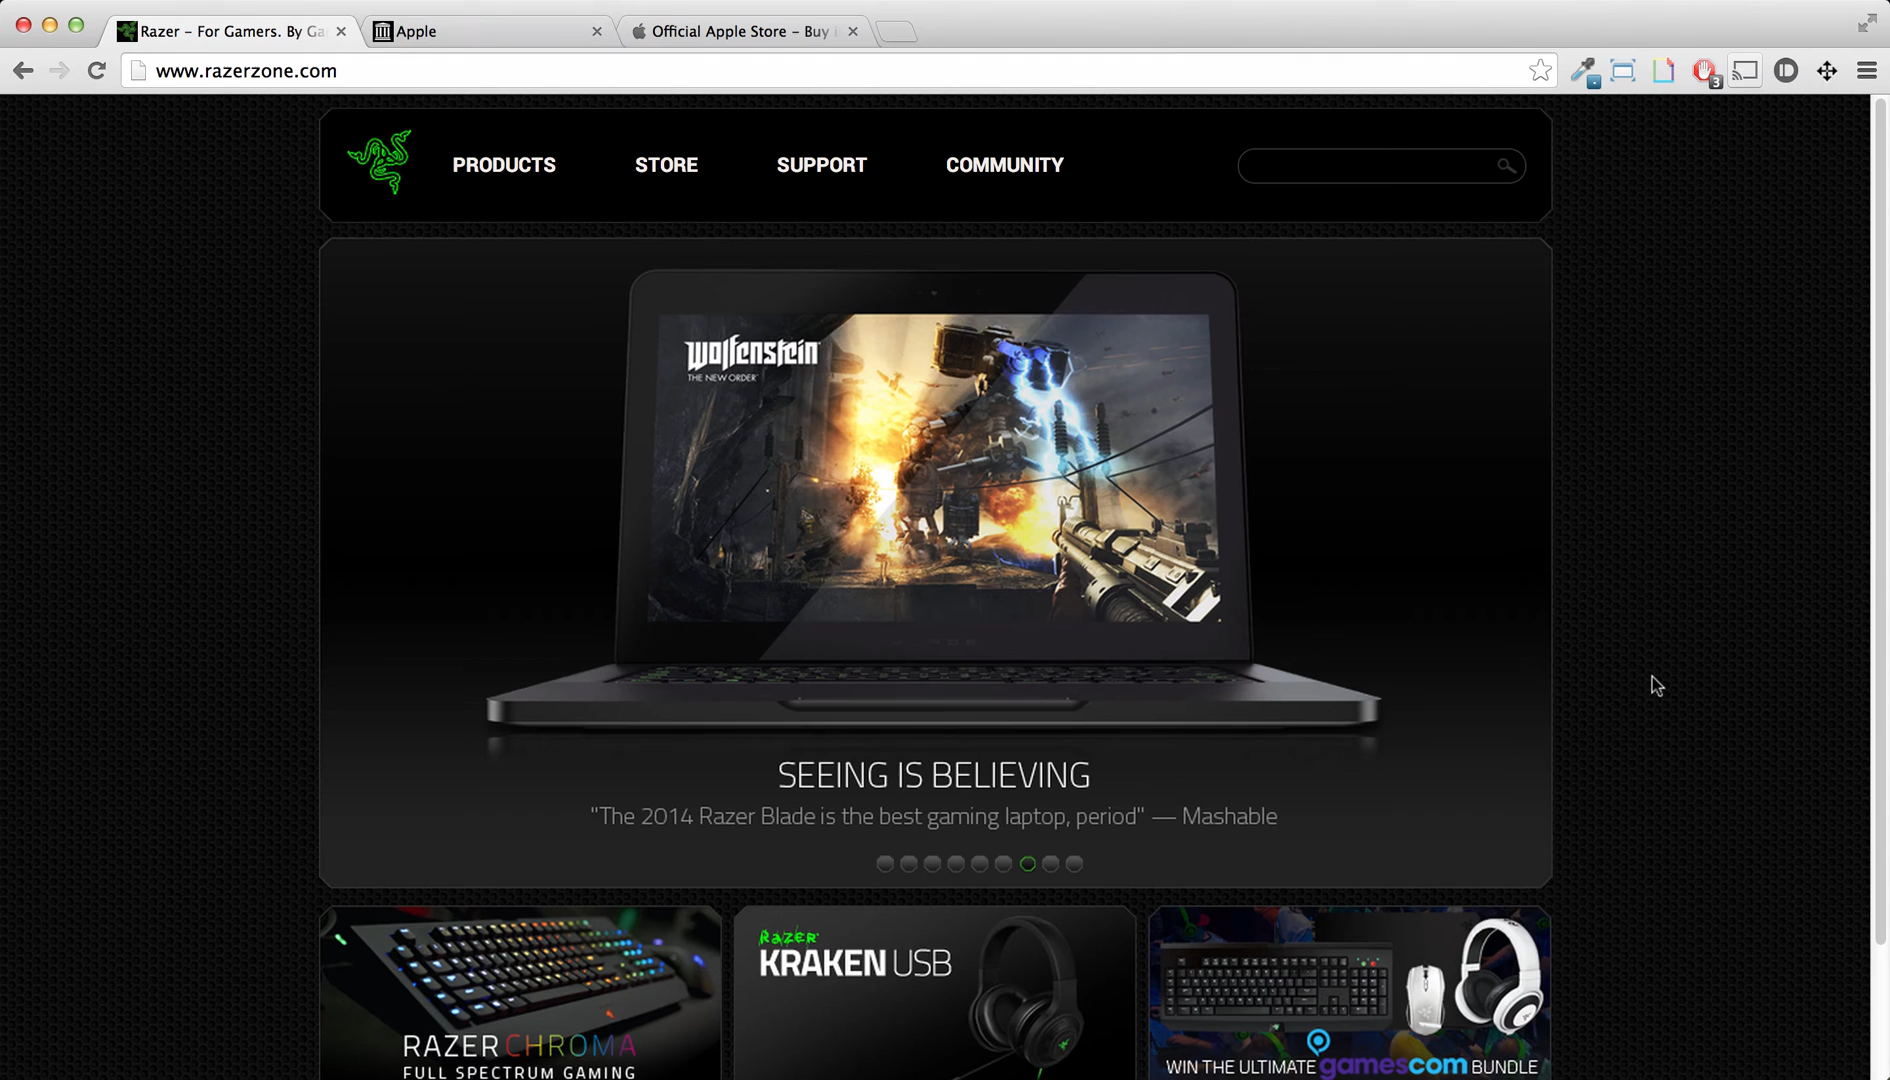 Razer – For Gamers. By Ga
Apple
Official Apple Store – Buy i
www.razerzone.com
3
PRODUCTS
STORE
SUPPORT
COMMUNITY
wolfenstein
THE NEW ORDER
SEEING IS BELIEVING
"The 2014 Razer Blade is the best gaming laptop, period" — Mashable
RAZER CHROMA
FULL SPECTRUM GAMING
RAZER
KRAKEN USB
WIN THE ULTIMATE gamescom BUNDLE